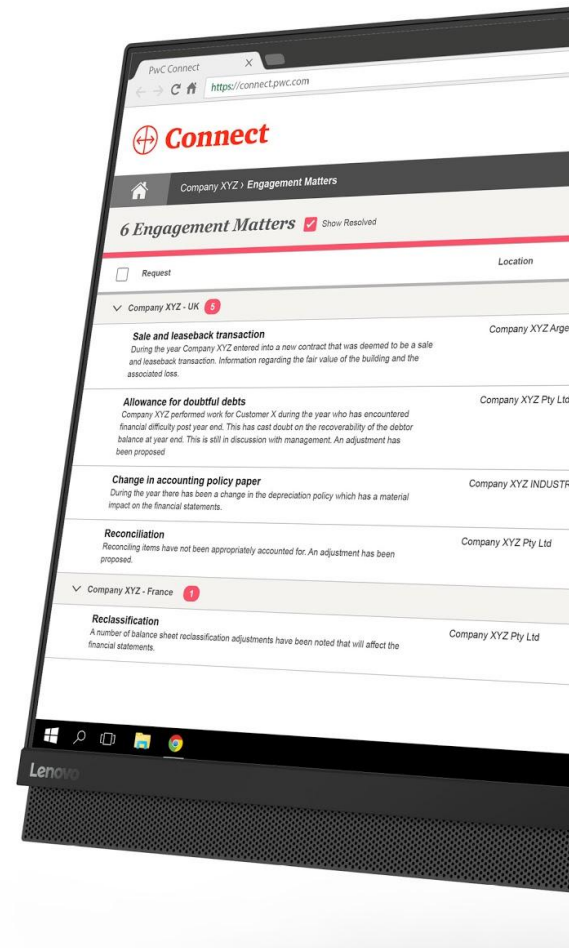 PwC Connect X
https://connect.pwc.com
Connect
Company XYZ › Engagement Matters
6 Engagement Matters Show Resolved
Request Location
Company XYZ - UK 5
Sale and leaseback transaction Company XYZ Arge
During the year Company XYZ entered into a new contract that was deemed to be a sale
and leaseback transaction. Information regarding the fair value of the building and the
associated loss.
Allowance for doubtful debts Company XYZ Pty Ltd
Company XYZ performed work for Customer X during the year who has encountered
financial difficulty post year end. This has cast doubt on the recoverability of the debtor
balance at year end. This is still in discussion with management. An adjustment has
been proposed
Change in accounting policy paper Company XYZ INDUSTR
During the year there has been a change in the depreciation policy which has a material
impact on the financial statements.
Reconciliation Company XYZ Pty Ltd
Reconciling items have not been appropriately accounted for. An adjustment has been
proposed.
Company XYZ - France 1
Reclassification Company XYZ Pty Ltd
A number of balance sheet reclassification adjustments have been noted that will affect the
financial statements.
Lenovo